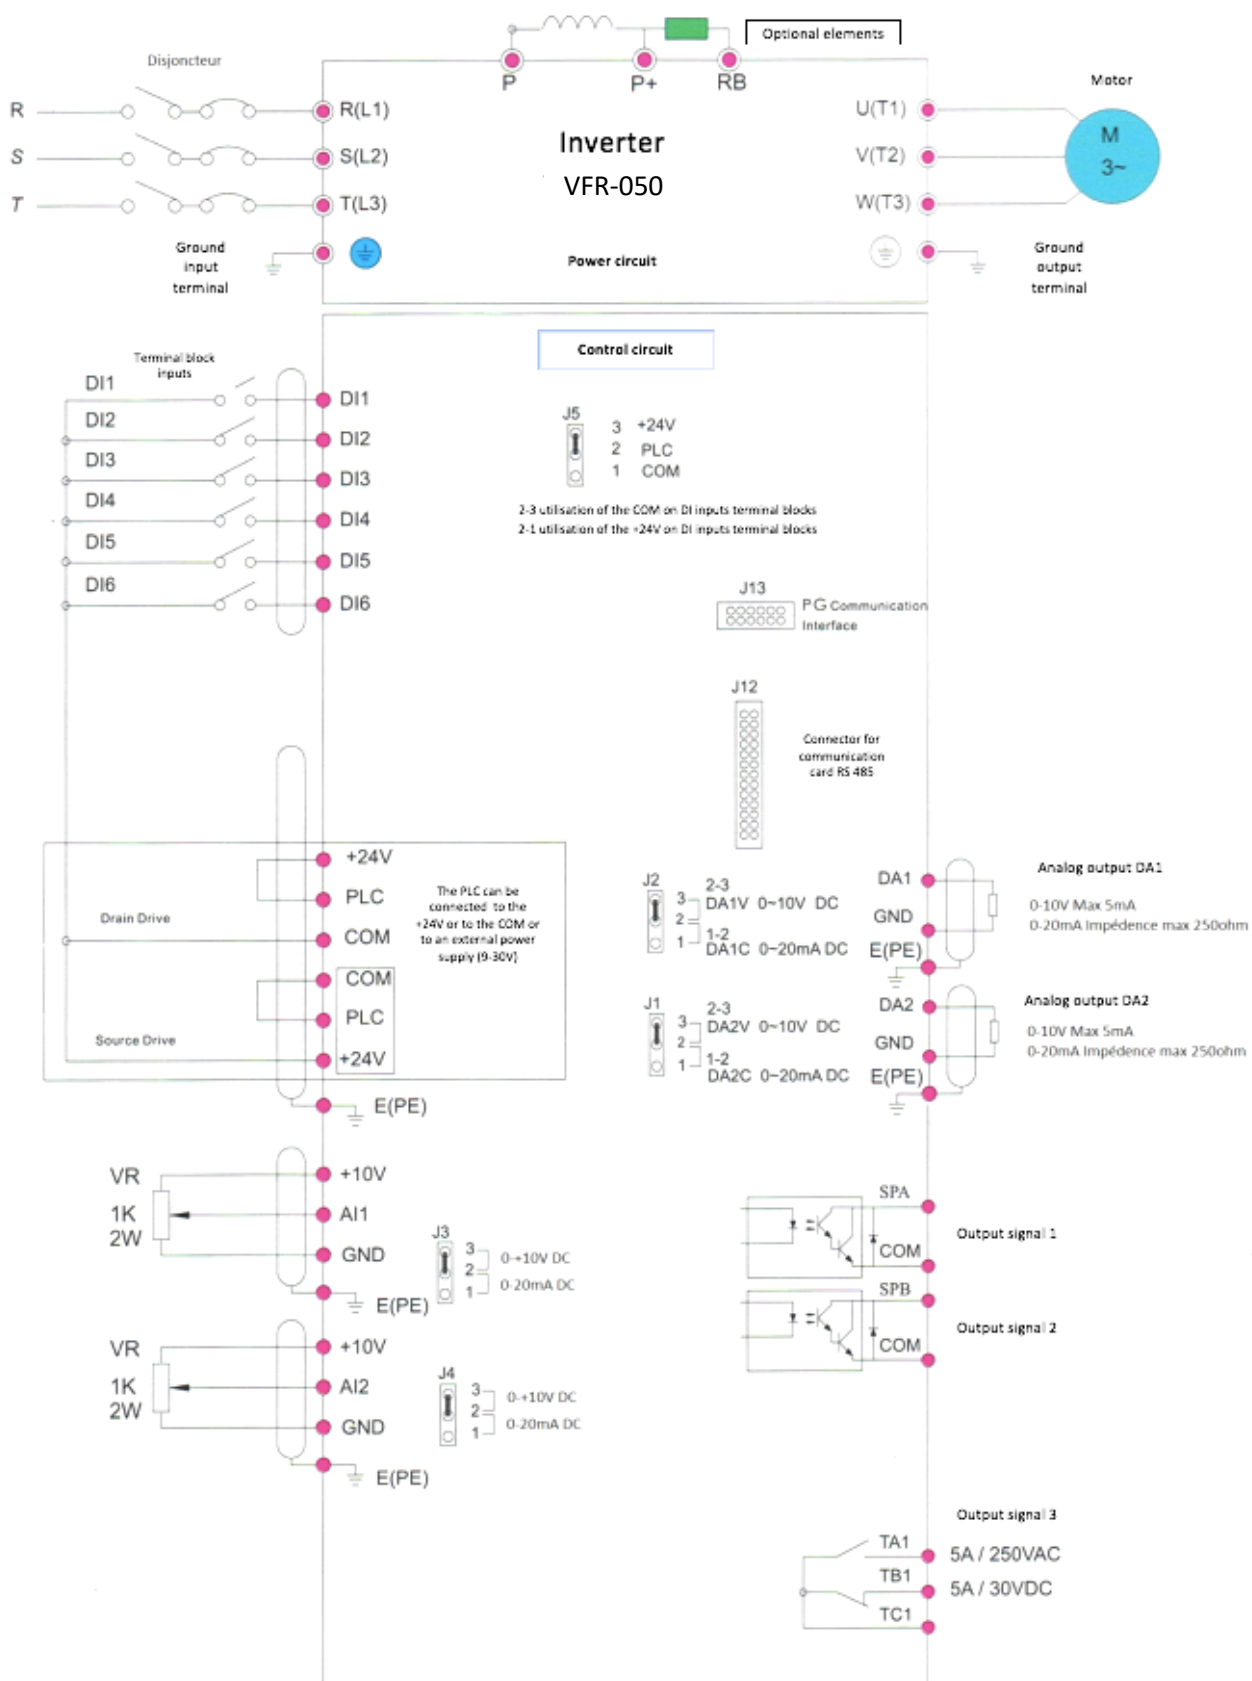 Optional elements
Disjoncteur
P
P+
RB
Motor
R
R(L1)
U(T1)
Inverter
M
S
S(L2)
V(T2)
3~
VFR-050
T
T(L3)
W(T3)
Ground
input
terminal
Power circuit
Ground
output
terminal
Control circuit
Terminal block
inputs
DI1
DI1
DI2
DI2
DI3
DI3
DI4
DI4
DI5
DI5
DI6
DI6
J5
3 +24V
2 PLC
1 COM
2-3 utilisation of the COM on DI inputs terminal blocks
2-1 utilisation of the +24V on DI inputs terminal blocks
J13
PG Communication
Interface
J12
Connector for
communication
card RS 485
+24V
PLC
Drain Drive
COM
COM
PLC
Source Drive
+24V
The PLC can be
connected to the
+24V or to the COM or
to an external power
supply (9-30V)
E(PE)
J2
2-3
3 DA1V 0~10V DC
2
1-2
1 DA1C 0~20mA DC
DA1
GND
E(PE)
Analog output DA1
0-10V Max 5mA
0-20mA Impédence max 250ohm
J1
2-3
3 DA2V 0~10V DC
2
1 1-2
DA2C 0~20mA DC
DA2
GND
E(PE)
Analog output DA2
0-10V Max 5mA
0-20mA Impédence max 250ohm
VR
+10V
1K
AI1
2W
GND
E(PE)
J3
3
0-+10V DC
2
0-20mA DC
1
VR
+10V
1K
AI2
2W
GND
E(PE)
J4
3
0-+10V DC
2
0-20mA DC
1
SPA
Output signal 1
COM
SPB
Output signal 2
COM
Output signal 3
TA1
5A / 250VAC
TB1
5A / 30VDC
TC1